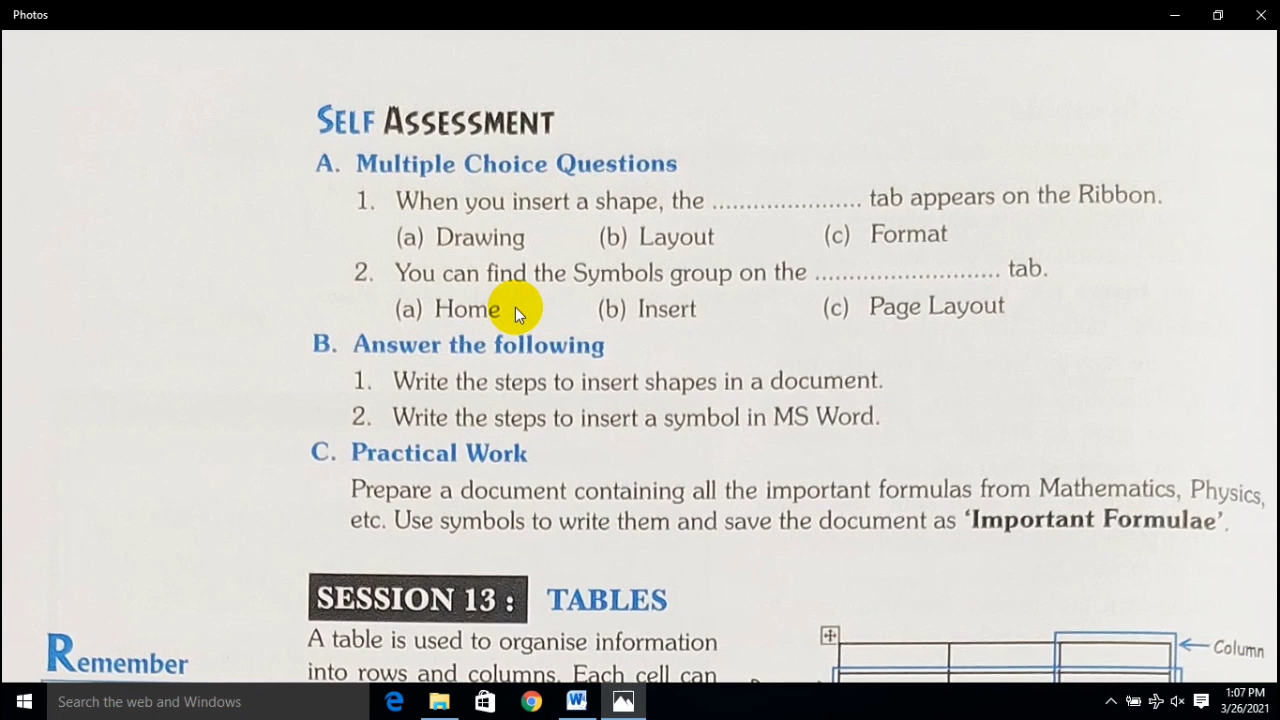 Photos
SELF ASSESSMENT
A. Multiple Choice Questions
1. When you insert a shape, the ...................... tab appears on the Ribbon.
(a) Drawing (b) Layout (c) Format
2. You can find the Symbols group on the ........................... tab.
(a) Home (b) Insert (c) Page Layout
B. Answer the following
1. Write the steps to insert shapes in a document.
2. Write the steps to insert a symbol in MS Word.
C. Practical Work
Prepare a document containing all the important formulas from Mathematics, Physics,
etc. Use symbols to write them and save the document as 'Important Formulae'.
SESSION 13 : TABLES
A table is used to organise information
into rows and columns. Each cell can
Remember
Column
Search the web and Windows
1:07 PM
3/26/2021